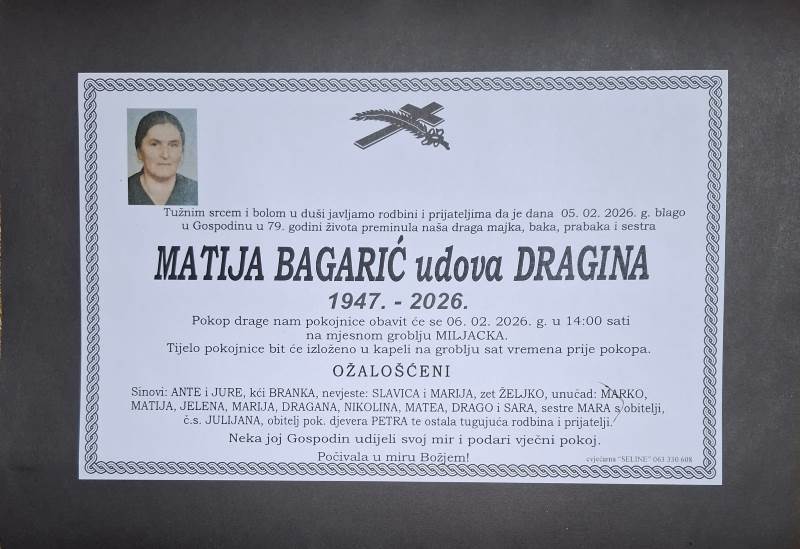 Tužnim srcem i bolom u duši javljamo rodbini i prijateljima da je dana 05. 02. 2026. g. blago
u Gospodinu u 79. godini života preminula naša draga majka, baka, prabaka i sestra
MATIJA BAGARIĆ udova DRAGINA
1947. - 2026.
Pokop drage nam pokojnice obavit će se 06. 02. 2026. g. u 14:00 sati
na mjesnom groblju MILJACKA.
Tijelo pokojnice bit će izloženo u kapeli na groblju sat vremena prije pokopa.
OŽALOŠĆENI
Sinovi: ANTE i JURE, kći BRANKA, nevjeste: SLAVICA i MARIJA, zet ŽELJKO, unučad: MARKO,
MATIJA, JELENA, MARIJA, DRAGANA, NIKOLINA, MATEA, DRAGO i SARA, sestre MARA s obitelji,
č.s. JULIJANA, obitelj pok. djevera PETRA te ostala tugujuća rodbina i prijatelji.
Neka joj Gospodin udijeli svoj mir i podari vječni pokoj.
Počivala u miru Božjem!
cvjećarna "SELINE" 063 330 608